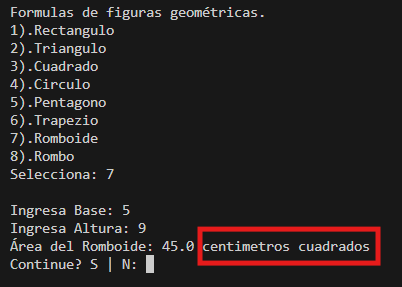 Formulas de figuras geométricas.
1).Rectangulo
2).Triangulo
3).Cuadrado
4).Circulo
5).Pentagono
6).Trapezio
7).Romboide
8).Rombo
Selecciona: 7
Ingresa Base: 5
Ingresa Altura: 9
Área del Romboide: 45.0 centimetros cuadrados
Continue? S | N: